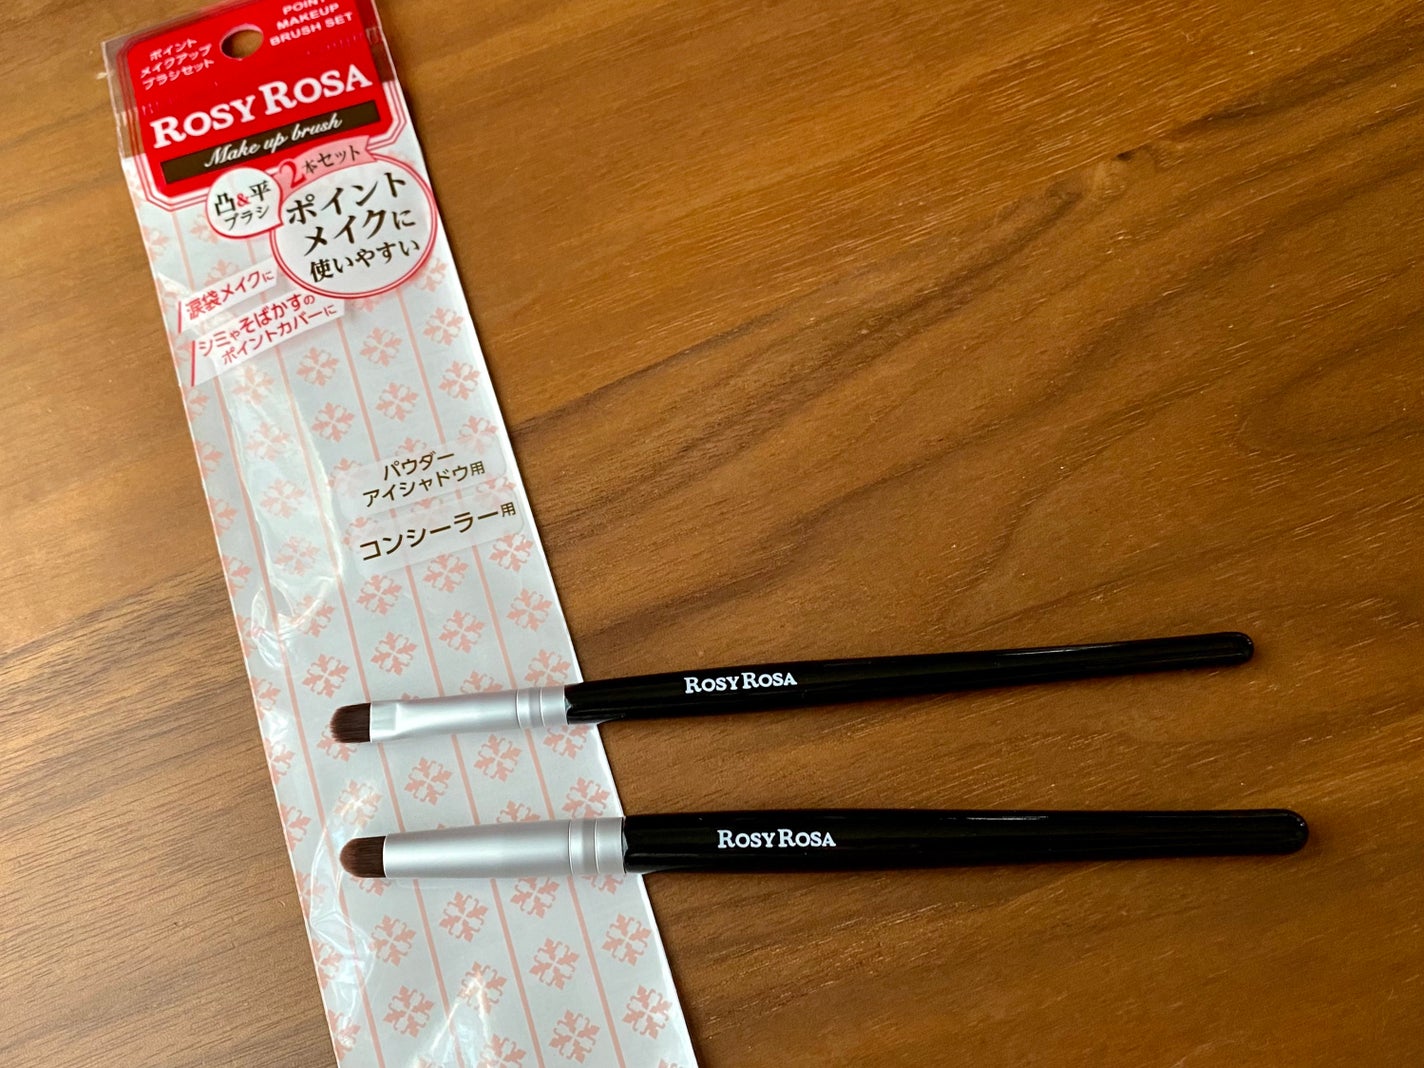 ポイント
メイクアップ
ブラシセット
POINT
MAKEUP
BRUSH SET
ROSY ROSA
Make up brush
凸&平
ブラシ
2本セット
ポイント
メイクに
使いやすい
涙袋メイクに
シミやそばかすの
ポイントカバーに
パウダー
アイシャドウ用
コンシーラー用
ROSY ROSA
ROSY ROSA